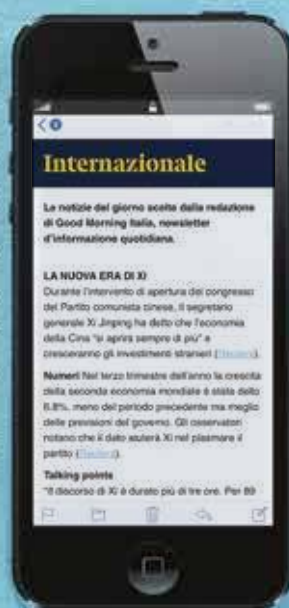 Internazionale
Le notizie del giorno scelte dalla redazione
di Good Morning Italia, newsletter
d'informazione quotidiana.
LA NUOVA ERA DI XI
Durante l'intervento di apertura del congresso
del Partito comunista cinese, il segretario
generale Xi Jinping ha detto che l'economia
della Cina "si aprirà sempre di più" e
cresceranno gli investimenti stranieri (Reuters).
Numeri Nel terzo trimestre dell'anno la crescita
della seconda economia mondiale è stata dello
6,8%, meno del periodo precedente ma meglio
delle previsioni del governo. Gli osservatori
notano che il dato aiuterà Xi nel plasmare il
partito (Reuters).
Talking points
"Il discorso di Xi è durato più di tre ore. Per 89